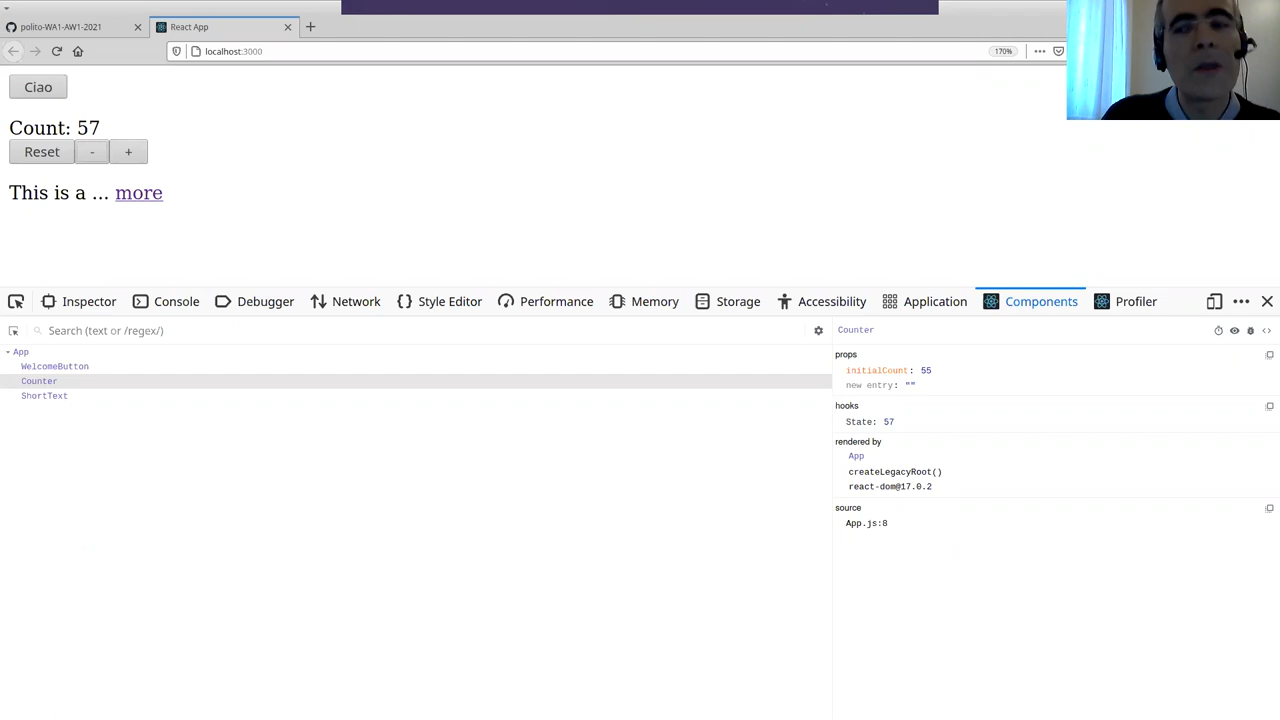 polito-WA1-AW1-2021
React App
localhost:3000
170%
Ciao
Count: 57
Reset - +
This is a ... more
Inspector Console Debugger Network Style Editor Performance Memory Storage Accessibility Application Components Profiler
Search (text or /regex/)
App
WelcomeButton
Counter
ShortText
Counter
props
initialCount: 55
new entry: ""
hooks
State: 57
rendered by
App
createLegacyRoot()
react-dom@17.0.2
source
App.js:8